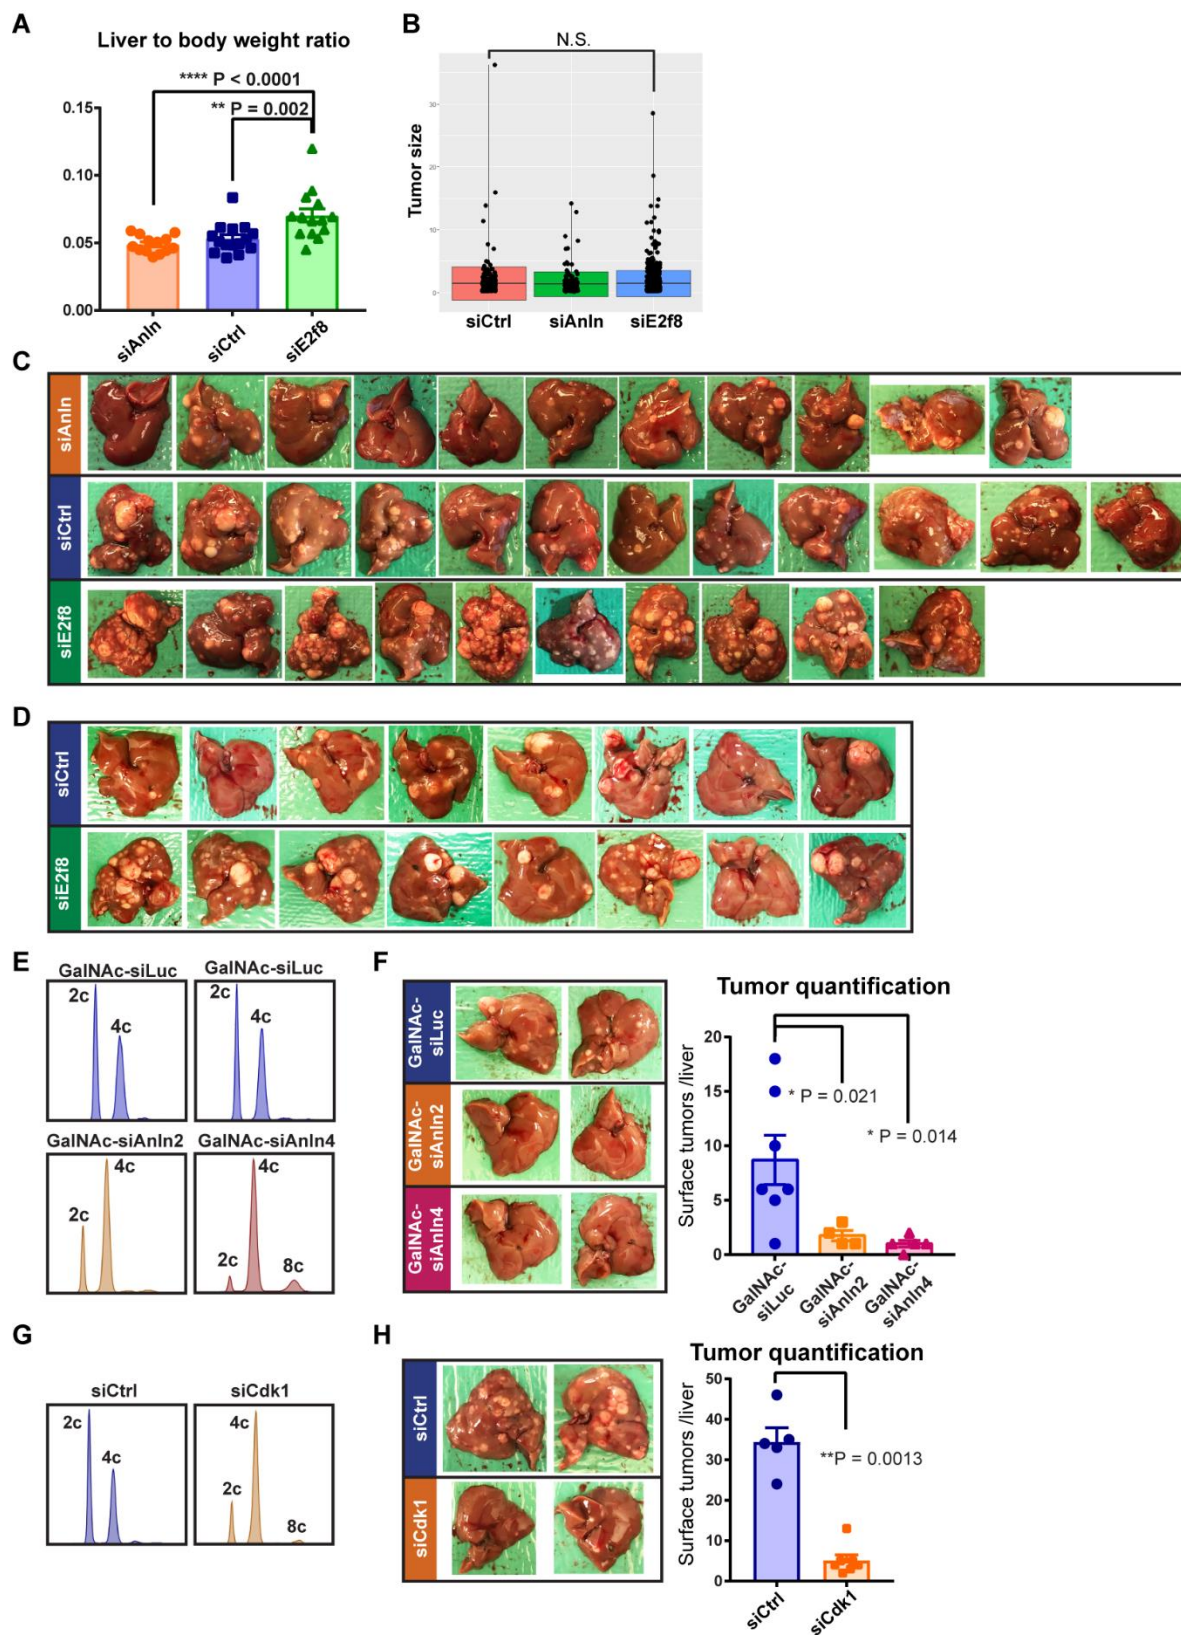 A
Liver to body weight ratio
**** P < 0.0001
** P = 0.002
0.15
0.10
0.05
0.00
siAnln
siCtrl
siE2f8
B
N.S.
Tumor size
30
20
10
0
siCtrl
siAnln
siE2f8
C
siAnln
siCtrl
siE2f8
D
siCtrl
siE2f8
E
GalNAc-siLuc
2c
4c
GalNAc-siLuc
2c
4c
GalNAc-siAnln2
2c
4c
GalNAc-siAnln4
2c
4c
8c
F
GalNAc-
siLuc
GalNAc-
siAnln2
GalNAc-
siAnln4
Tumor quantification
Surface tumors /liver
20
15
10
5
0
* P = 0.021
* P = 0.014
GalNAc-
siLuc
GalNAc-
siAnln2
GalNAc-
siAnln4
G
siCtrl
2c
4c
siCdk1
2c
4c
8c
H
siCtrl
siCdk1
Tumor quantification
Surface tumors /liver
50
40
30
20
10
0
**P = 0.0013
siCtrl
siCdk1